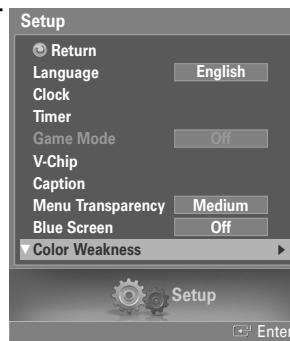 Setup
Return
Language English
Clock
Timer
Game Mode Off
V-Chip
Caption
Menu Transparency Medium
Blue Screen Off
Color Weakness
Setup
Enter